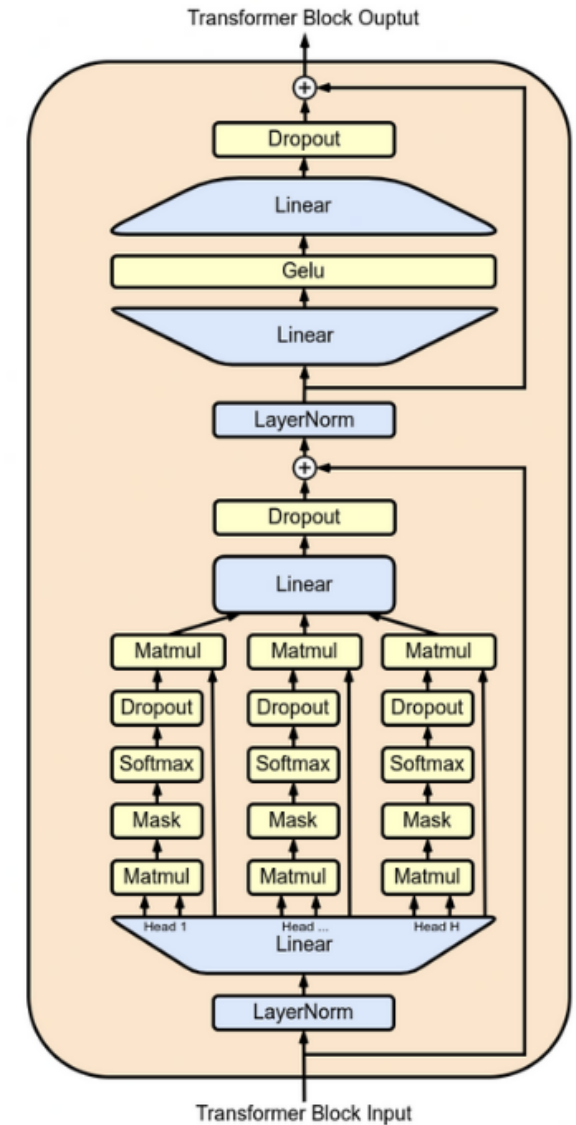 Transformer Block Ouptut
+
Dropout
Linear
Gelu
Linear
LayerNorm
+
Dropout
Linear
Matmul Matmul Matmul
Dropout Dropout Dropout
Softmax Softmax Softmax
Mask Mask Mask
Matmul Matmul Matmul
Head 1 Head ... Head H
Linear
LayerNorm
Transformer Block Input